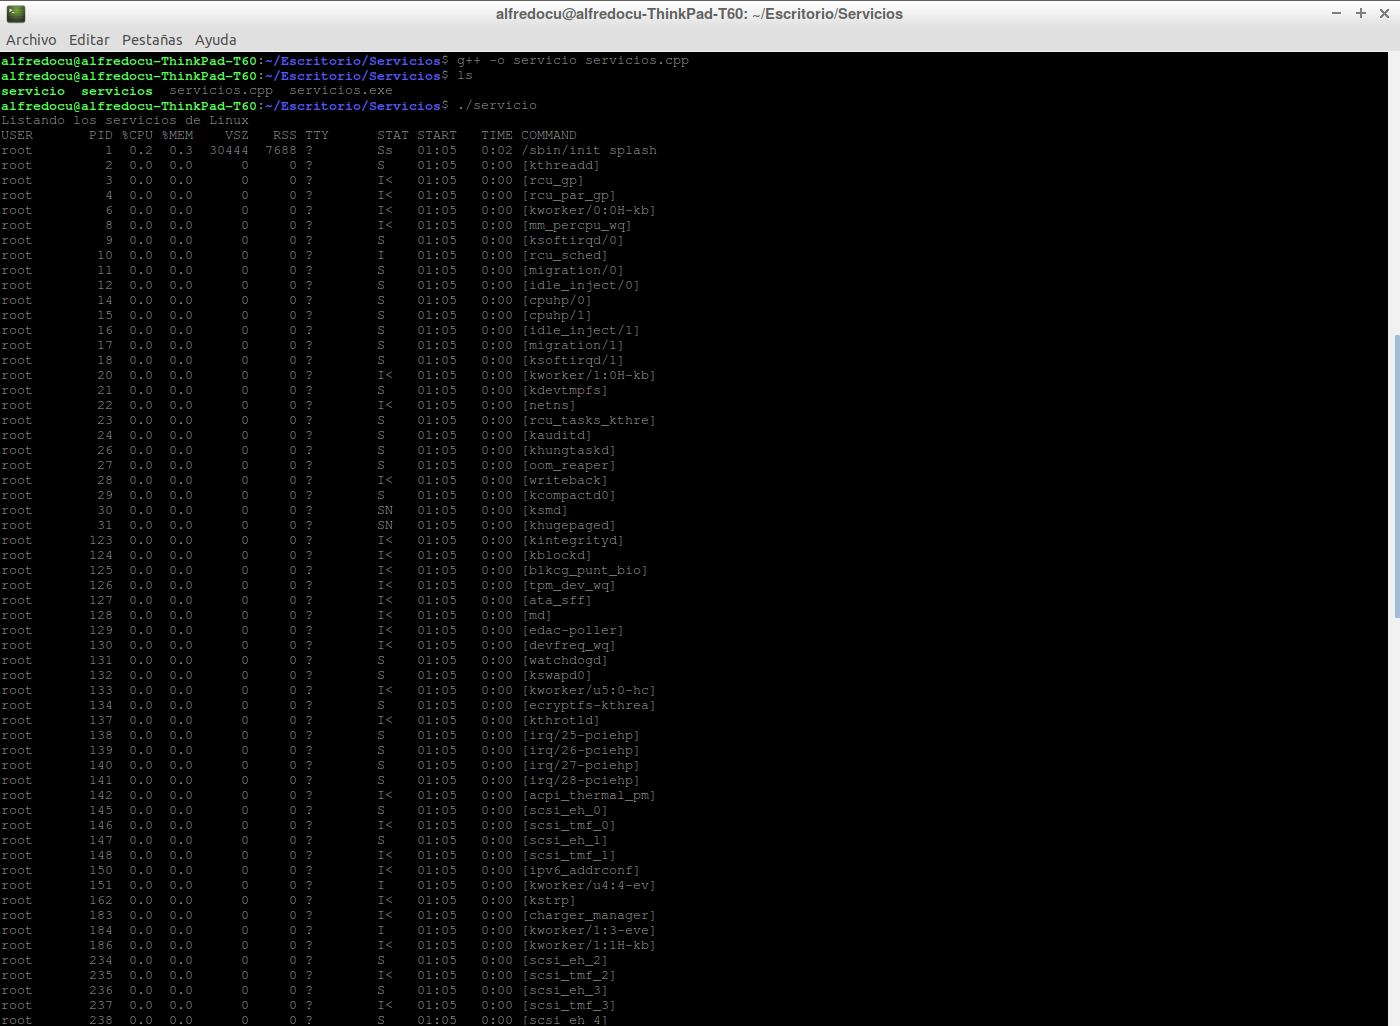 alfredocu@alfredocu-ThinkPad-T60: ~/Escritorio/Servicios
Archivo Editar Pestañas Ayuda
alfredocu@alfredocu-ThinkPad-T60:~/Escritorio/Servicios$ g++ -o servicio servicios.cpp
alfredocu@alfredocu-ThinkPad-T60:~/Escritorio/Servicios$ ls
servicio  servicios  servicios.cpp  servicios.exe
alfredocu@alfredocu-ThinkPad-T60:~/Escritorio/Servicios$ ./servicio
Listando los servicios de Linux
USER PID %CPU %MEM VSZ RSS TTY STAT START TIME COMMAND
root 1 0.2 0.3 30444 7688 ? Ss 01:05 0:02 /sbin/init splash
root 2 0.0 0.0 0 0 ? S 01:05 0:00 [kthreadd]
root 3 0.0 0.0 0 0 ? I< 01:05 0:00 [rcu_gp]
root 4 0.0 0.0 0 0 ? I< 01:05 0:00 [rcu_par_gp]
root 6 0.0 0.0 0 0 ? I< 01:05 0:00 [kworker/0:0H-kb]
root 8 0.0 0.0 0 0 ? I< 01:05 0:00 [mm_percpu_wq]
root 9 0.0 0.0 0 0 ? S 01:05 0:00 [ksoftirqd/0]
root 10 0.0 0.0 0 0 ? I 01:05 0:00 [rcu_sched]
root 11 0.0 0.0 0 0 ? S 01:05 0:00 [migration/0]
root 12 0.0 0.0 0 0 ? S 01:05 0:00 [idle_inject/0]
root 14 0.0 0.0 0 0 ? S 01:05 0:00 [cpuhp/0]
root 15 0.0 0.0 0 0 ? S 01:05 0:00 [cpuhp/1]
root 16 0.0 0.0 0 0 ? S 01:05 0:00 [idle_inject/1]
root 17 0.0 0.0 0 0 ? S 01:05 0:00 [migration/1]
root 18 0.0 0.0 0 0 ? S 01:05 0:00 [ksoftirqd/1]
root 20 0.0 0.0 0 0 ? I< 01:05 0:00 [kworker/1:0H-kb]
root 21 0.0 0.0 0 0 ? S 01:05 0:00 [kdevtmpfs]
root 22 0.0 0.0 0 0 ? I< 01:05 0:00 [netns]
root 23 0.0 0.0 0 0 ? S 01:05 0:00 [rcu_tasks_kthre]
root 24 0.0 0.0 0 0 ? S 01:05 0:00 [kauditd]
root 26 0.0 0.0 0 0 ? S 01:05 0:00 [khungtaskd]
root 27 0.0 0.0 0 0 ? S 01:05 0:00 [oom_reaper]
root 28 0.0 0.0 0 0 ? I< 01:05 0:00 [writeback]
root 29 0.0 0.0 0 0 ? S 01:05 0:00 [kcompactd0]
root 30 0.0 0.0 0 0 ? SN 01:05 0:00 [ksmd]
root 31 0.0 0.0 0 0 ? SN 01:05 0:00 [khugepaged]
root 123 0.0 0.0 0 0 ? I< 01:05 0:00 [kintegrityd]
root 124 0.0 0.0 0 0 ? I< 01:05 0:00 [kblockd]
root 125 0.0 0.0 0 0 ? I< 01:05 0:00 [blkcg_punt_bio]
root 126 0.0 0.0 0 0 ? I< 01:05 0:00 [tpm_dev_wq]
root 127 0.0 0.0 0 0 ? I< 01:05 0:00 [ata_sff]
root 128 0.0 0.0 0 0 ? I< 01:05 0:00 [md]
root 129 0.0 0.0 0 0 ? I< 01:05 0:00 [edac-poller]
root 130 0.0 0.0 0 0 ? I< 01:05 0:00 [devfreq_wq]
root 131 0.0 0.0 0 0 ? S 01:05 0:00 [watchdogd]
root 132 0.0 0.0 0 0 ? S 01:05 0:00 [kswapd0]
root 133 0.0 0.0 0 0 ? I< 01:05 0:00 [kworker/u5:0-hc]
root 134 0.0 0.0 0 0 ? S 01:05 0:00 [ecryptfs-kthrea]
root 137 0.0 0.0 0 0 ? I< 01:05 0:00 [kthrotld]
root 138 0.0 0.0 0 0 ? S 01:05 0:00 [irq/25-pciehp]
root 139 0.0 0.0 0 0 ? S 01:05 0:00 [irq/26-pciehp]
root 140 0.0 0.0 0 0 ? S 01:05 0:00 [irq/27-pciehp]
root 141 0.0 0.0 0 0 ? S 01:05 0:00 [irq/28-pciehp]
root 142 0.0 0.0 0 0 ? I< 01:05 0:00 [acpi_thermal_pm]
root 145 0.0 0.0 0 0 ? S 01:05 0:00 [scsi_eh_0]
root 146 0.0 0.0 0 0 ? I< 01:05 0:00 [scsi_tmf_0]
root 147 0.0 0.0 0 0 ? S 01:05 0:00 [scsi_eh_1]
root 148 0.0 0.0 0 0 ? I< 01:05 0:00 [scsi_tmf_1]
root 150 0.0 0.0 0 0 ? I< 01:05 0:00 [ipv6_addrconf]
root 151 0.0 0.0 0 0 ? I 01:05 0:00 [kworker/u4:4-ev]
root 162 0.0 0.0 0 0 ? I< 01:05 0:00 [kstrp]
root 183 0.0 0.0 0 0 ? I< 01:05 0:00 [charger_manager]
root 184 0.0 0.0 0 0 ? I 01:05 0:00 [kworker/1:3-eve]
root 186 0.0 0.0 0 0 ? I< 01:05 0:00 [kworker/1:1H-kb]
root 234 0.0 0.0 0 0 ? S 01:05 0:00 [scsi_eh_2]
root 235 0.0 0.0 0 0 ? I< 01:05 0:00 [scsi_tmf_2]
root 236 0.0 0.0 0 0 ? S 01:05 0:00 [scsi_eh_3]
root 237 0.0 0.0 0 0 ? I< 01:05 0:00 [scsi_tmf_3]
root 238 0.0 0.0 0 0 ? S 01:05 0:00 [scsi_eh_4]